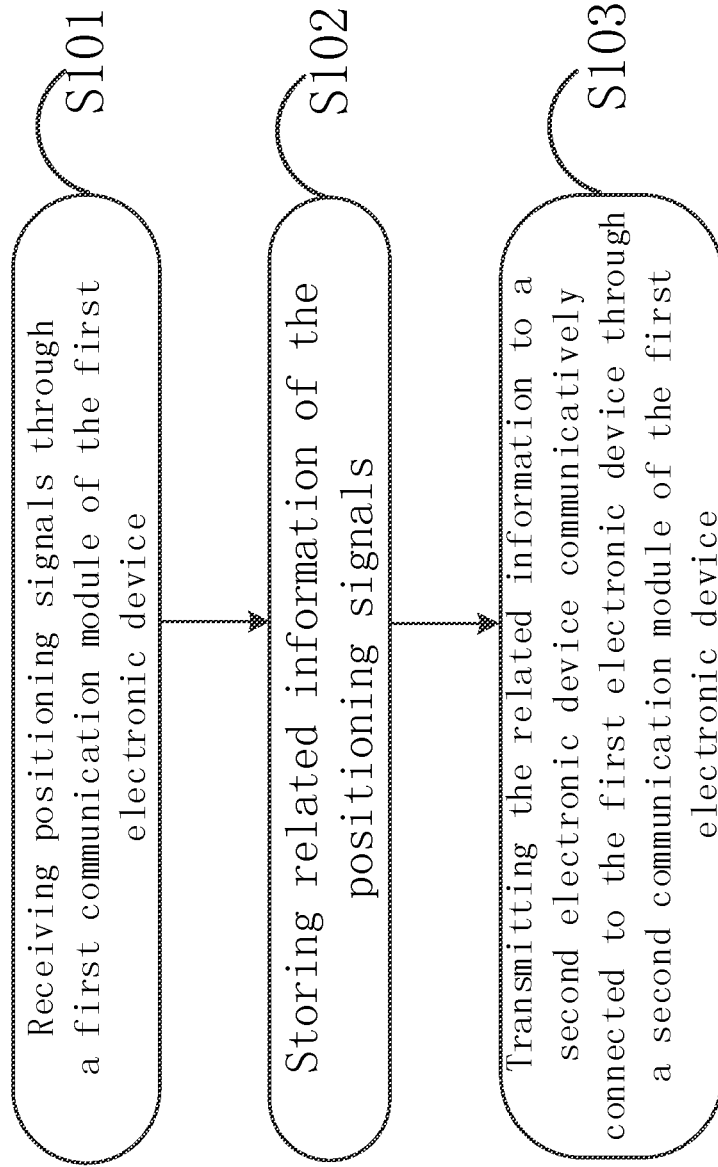 Receiving positioning signals through
a first communication module of the first
electronic device
S101
Storing related information of the
positioning signals
S102
Transmitting the related information to a
second electronic device communicatively
connected to the first electronic device through
a second communication module of the first
electronic device
S103